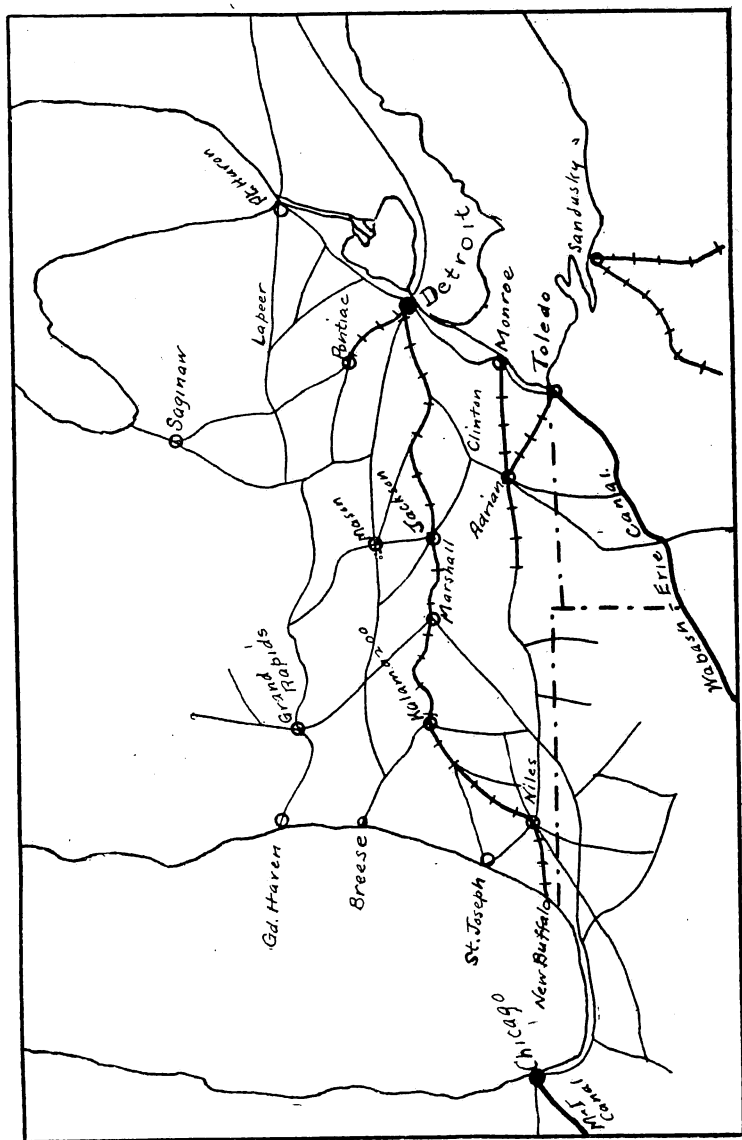 Pt. Huron
Lapeer
Saginaw
Pontiac
Detroit
Monroe
Toledo
Sandusky
Clinton
Adrian
Mason
Jackson
Marshall
Canal
Erie
Wabash
Grand
Rapids
Kalamazoo
Niles
Gd. Haven
Breese
St. Joseph
New Buffalo
Chicago
Canal